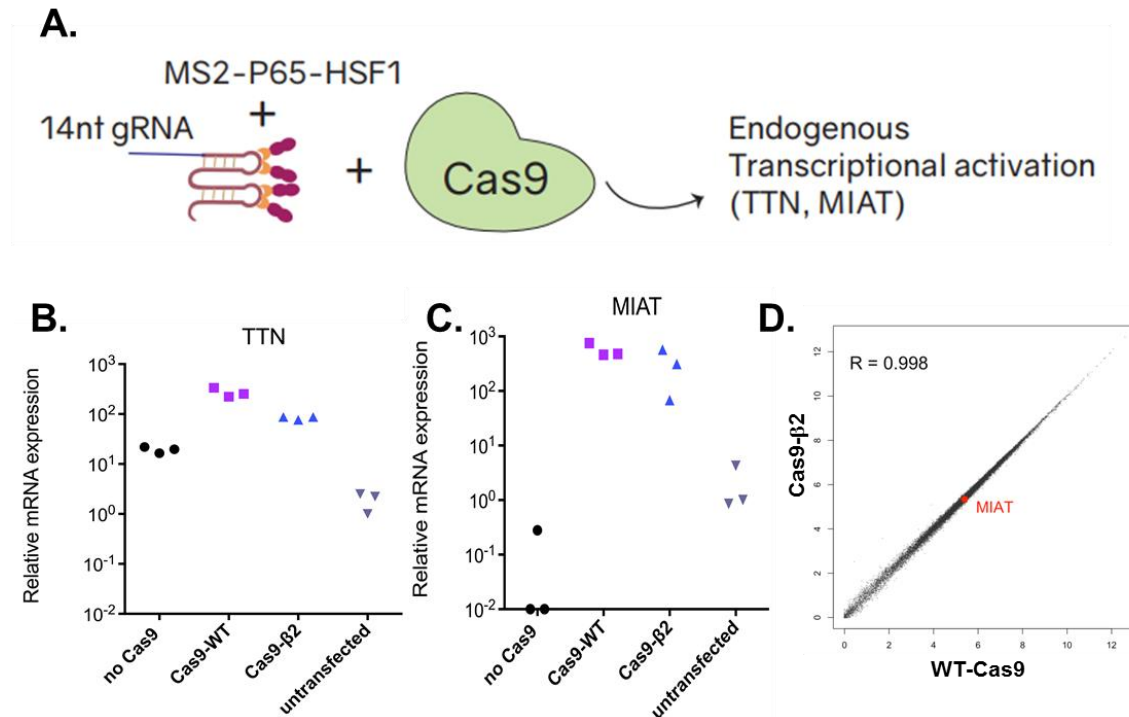 A.
MS2-P65-HSF1
+
14nt gRNA
+
Cas9
Endogenous
Transcriptional activation
(TTN, MIAT)
B.
TTN
Relative mRNA expression
10³
10²
10¹
10⁰
10⁻¹
10⁻²
no Cas9
Cas9-WT
Cas9-β2
untransfected
C.
MIAT
Relative mRNA expression
10³
10²
10¹
10⁰
10⁻¹
10⁻²
no Cas9
Cas9-WT
Cas9-β2
untransfected
D.
R = 0.998
Cas9-β2
12
10
8
6
4
2
0
MIAT
0 2 4 6 8 10 12
WT-Cas9